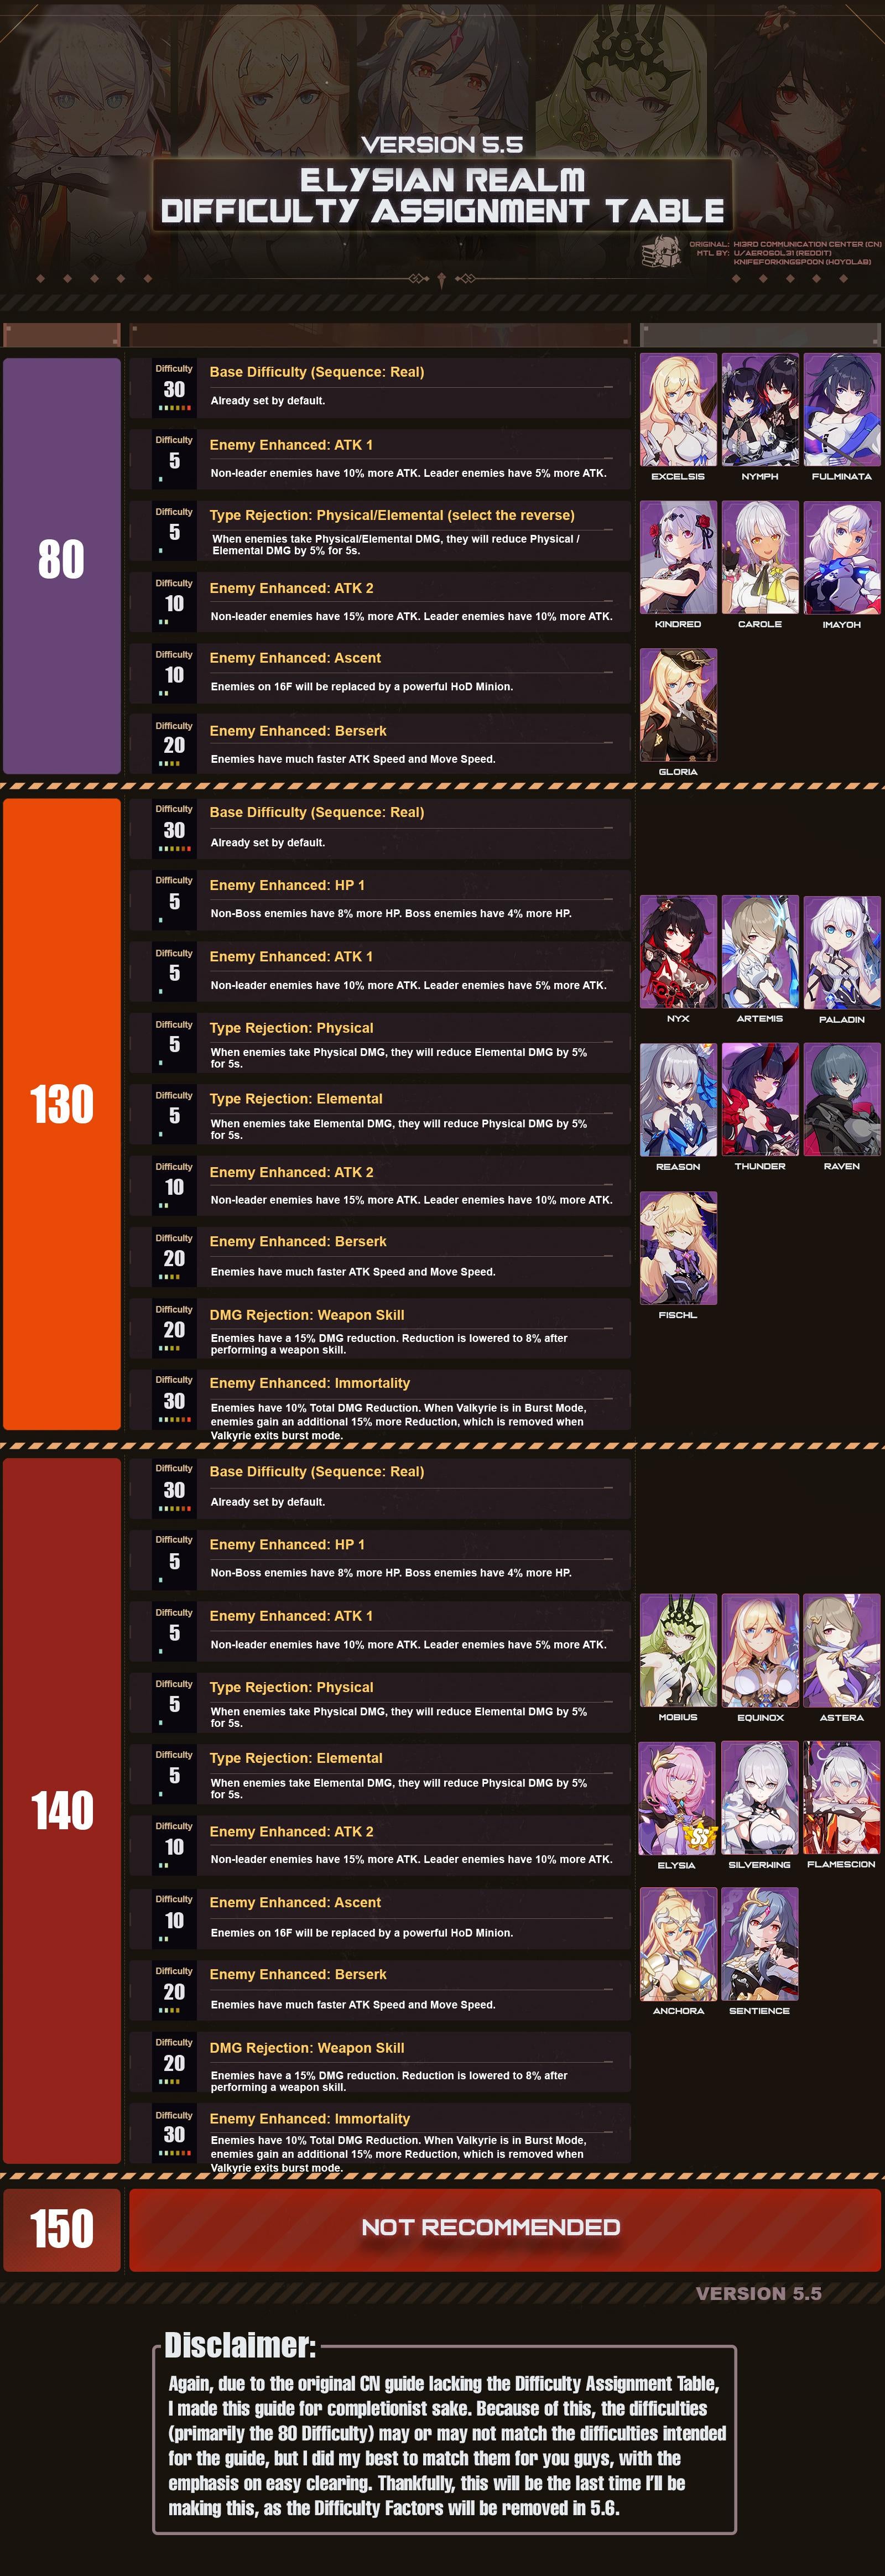 VERSION 5.5
ELYSIAN REALM
DIFFICULTY ASSIGNMENT TABLE
ORIGINAL: HI3RD COMMUNICATION CENTER (CN)
MTL BY: U/AEROSOL31 (REDDIT)
KNIFEFORKINGSPOON (HOYOLAB)
80
Difficulty
30
Base Difficulty (Sequence: Real)
Already set by default.
Difficulty
5
Enemy Enhanced: ATK 1
Non-leader enemies have 10% more ATK. Leader enemies have 5% more ATK.
Difficulty
5
Type Rejection: Physical/Elemental (select the reverse)
When enemies take Physical/Elemental DMG, they will reduce Physical /
Elemental DMG by 5% for 5s.
Difficulty
10
Enemy Enhanced: ATK 2
Non-leader enemies have 15% more ATK. Leader enemies have 10% more ATK.
Difficulty
10
Enemy Enhanced: Ascent
Enemies on 16F will be replaced by a powerful HoD Minion.
Difficulty
20
Enemy Enhanced: Berserk
Enemies have much faster ATK Speed and Move Speed.
EXCELSIS NYMPH FULMINATA
KINDRED CAROLE IMAYOH
GLORIA
130
Difficulty
30
Base Difficulty (Sequence: Real)
Already set by default.
Difficulty
5
Enemy Enhanced: HP 1
Non-Boss enemies have 8% more HP. Boss enemies have 4% more HP.
Difficulty
5
Enemy Enhanced: ATK 1
Non-leader enemies have 10% more ATK. Leader enemies have 5% more ATK.
Difficulty
5
Type Rejection: Physical
When enemies take Physical DMG, they will reduce Elemental DMG by 5%
for 5s.
Difficulty
5
Type Rejection: Elemental
When enemies take Elemental DMG, they will reduce Physical DMG by 5%
for 5s.
Difficulty
10
Enemy Enhanced: ATK 2
Non-leader enemies have 15% more ATK. Leader enemies have 10% more ATK.
Difficulty
20
Enemy Enhanced: Berserk
Enemies have much faster ATK Speed and Move Speed.
Difficulty
20
DMG Rejection: Weapon Skill
Enemies have a 15% DMG reduction. Reduction is lowered to 8% after
performing a weapon skill.
Difficulty
30
Enemy Enhanced: Immortality
Enemies have 10% Total DMG Reduction. When Valkyrie is in Burst Mode,
enemies gain an additional 15% more Reduction, which is removed when
Valkyrie exits burst mode.
NYX ARTEMIS PALADIN
REASON THUNDER RAVEN
FISCHL
140
Difficulty
30
Base Difficulty (Sequence: Real)
Already set by default.
Difficulty
5
Enemy Enhanced: HP 1
Non-Boss enemies have 8% more HP. Boss enemies have 4% more HP.
Difficulty
5
Enemy Enhanced: ATK 1
Non-leader enemies have 10% more ATK. Leader enemies have 5% more ATK.
Difficulty
5
Type Rejection: Physical
When enemies take Physical DMG, they will reduce Elemental DMG by 5%
for 5s.
Difficulty
5
Type Rejection: Elemental
When enemies take Elemental DMG, they will reduce Physical DMG by 5%
for 5s.
Difficulty
10
Enemy Enhanced: ATK 2
Non-leader enemies have 15% more ATK. Leader enemies have 10% more ATK.
Difficulty
10
Enemy Enhanced: Ascent
Enemies on 16F will be replaced by a powerful HoD Minion.
Difficulty
20
Enemy Enhanced: Berserk
Enemies have much faster ATK Speed and Move Speed.
Difficulty
20
DMG Rejection: Weapon Skill
Enemies have a 15% DMG reduction. Reduction is lowered to 8% after
performing a weapon skill.
Difficulty
30
Enemy Enhanced: Immortality
Enemies have 10% Total DMG Reduction. When Valkyrie is in Burst Mode,
enemies gain an additional 15% more Reduction, which is removed when
Valkyrie exits burst mode.
MOBIUS EQUINOX ASTERA
ELYSIA SILVERWING FLAMESCION
ANCHORA SENTIENCE
150
NOT RECOMMENDED
VERSION 5.5
Disclaimer:
Again, due to the original CN guide lacking the Difficulty Assignment Table,
I made this guide for completionist sake. Because of this, the difficulties
(primarily the 80 Difficulty) may or may not match the difficulties intended
for the guide, but I did my best to match them for you guys, with the
emphasis on easy clearing. Thankfully, this will be the last time I'll be
making this, as the Difficulty Factors will be removed in 5.6.